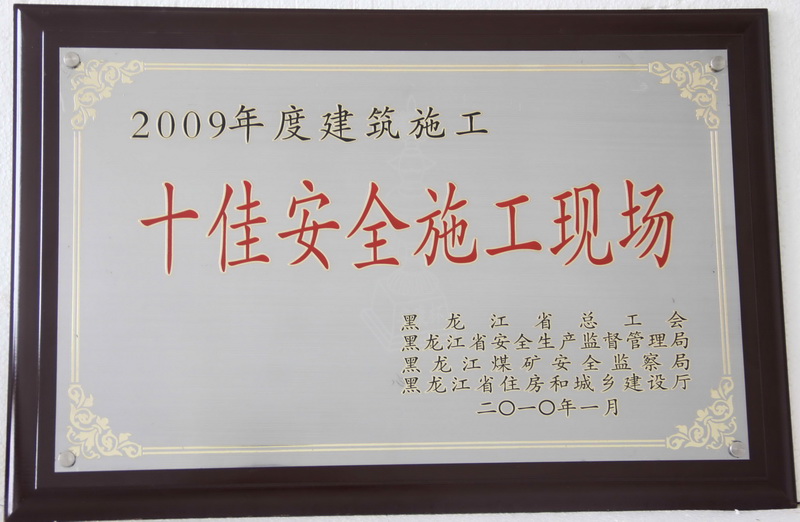 2009年度建筑施工
十佳安全施工现场
黑龙江省总工会
黑龙江省安全生产监督管理局
黑龙江煤矿安全监察局
黑龙江省住房和城乡建设厅
二〇一〇年一月